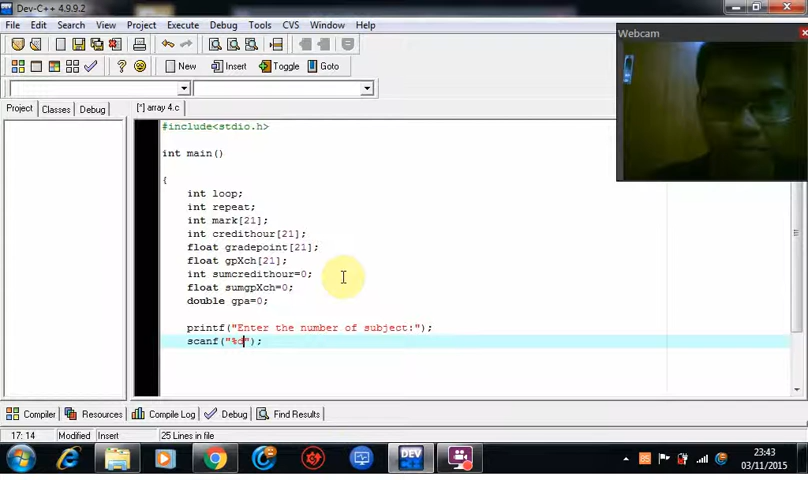 Dev-C++ 4.9.9.2
File Edit Search View Project Execute Debug Tools CVS Window Help
New Insert Toggle Goto
Project Classes Debug [*] array 4.c
#include<stdio.h>
int main()
{
int loop;
int repeat;
int mark[21];
int credithour[21];
float gradepoint[21];
float gpXch[21];
int sumcredithour=0;
float sumgpXch=0;
double gpa=0;
printf("Enter the number of subject:");
scanf("%d");
Compiler Resources Compile Log Debug Find Results
17: 14 Modified Insert 25 Lines in file
Webcam
DEV
23:43
03/11/2015